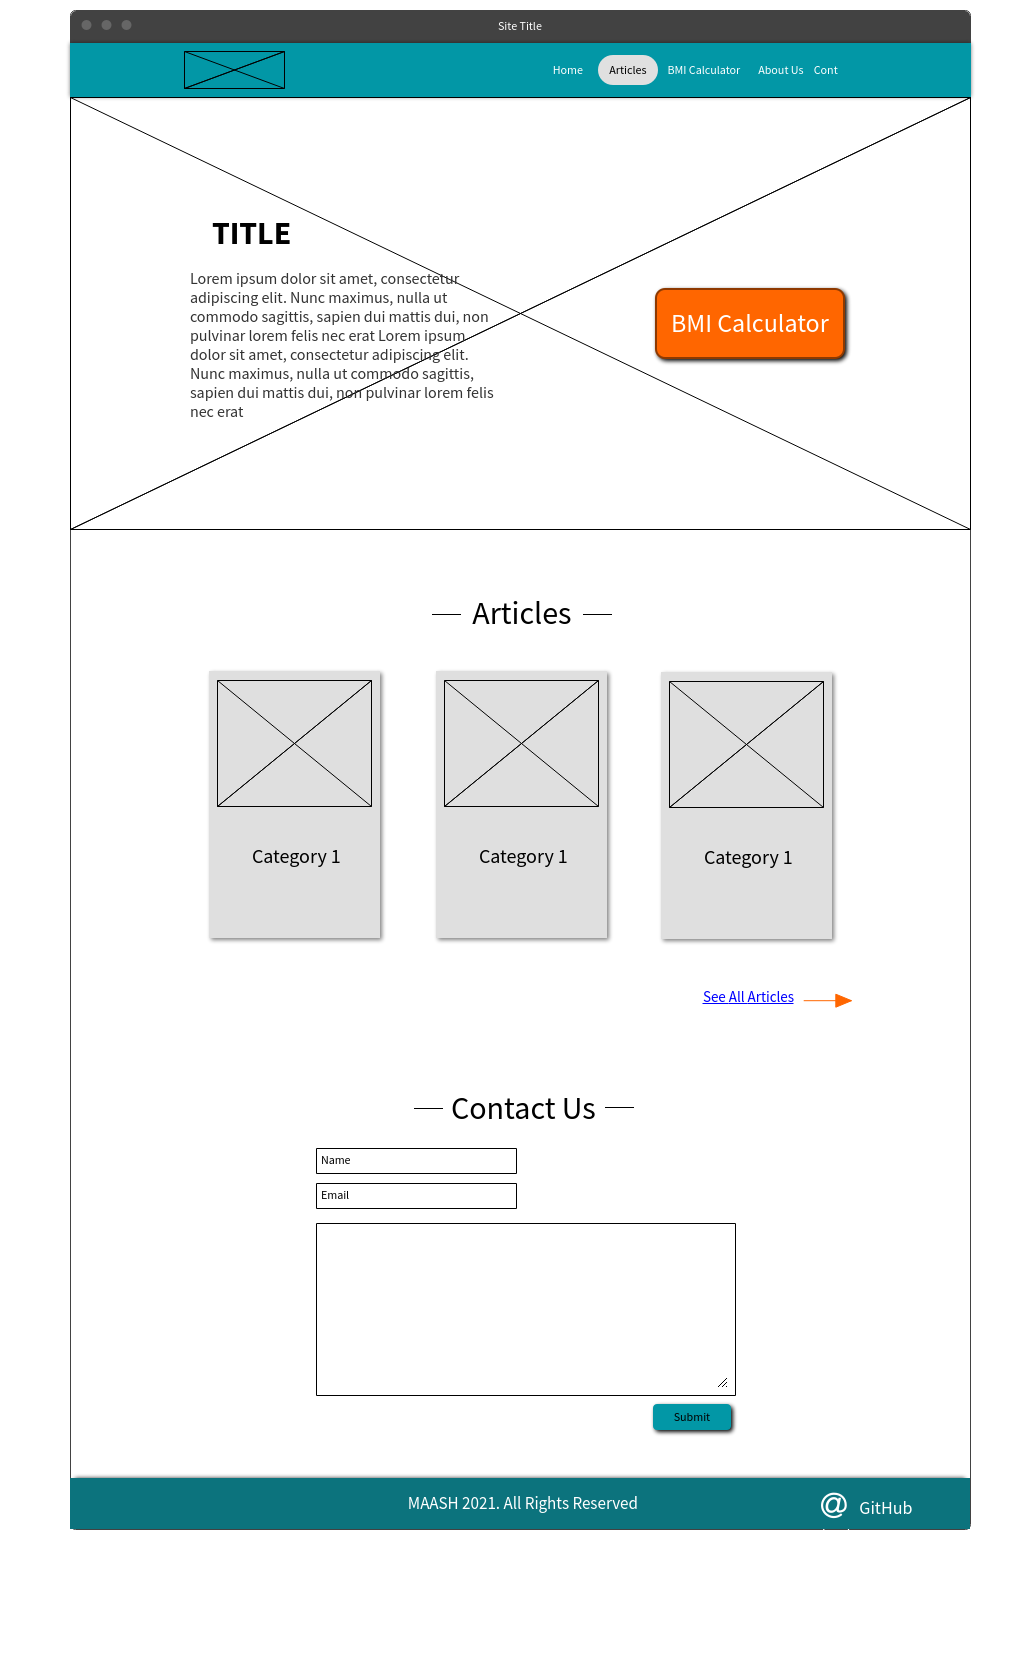 Site Title
Home Articles BMI Calculator About Us Cont
TITLE
Lorem ipsum dolor sit amet, consectetur
adipiscing elit. Nunc maximus, nulla ut
commodo sagittis, sapien dui mattis dui, non
pulvinar lorem felis nec erat Lorem ipsum
dolor sit amet, consectetur adipiscing elit.
Nunc maximus, nulla ut commodo sagittis,
sapien dui mattis dui, non pulvinar lorem felis
nec erat
BMI Calculator
Articles
Category 1
Category 1
Category 1
See All Articles
Contact Us
Name
Email
Submit
MAASH 2021. All Rights Reserved
@ GitHub